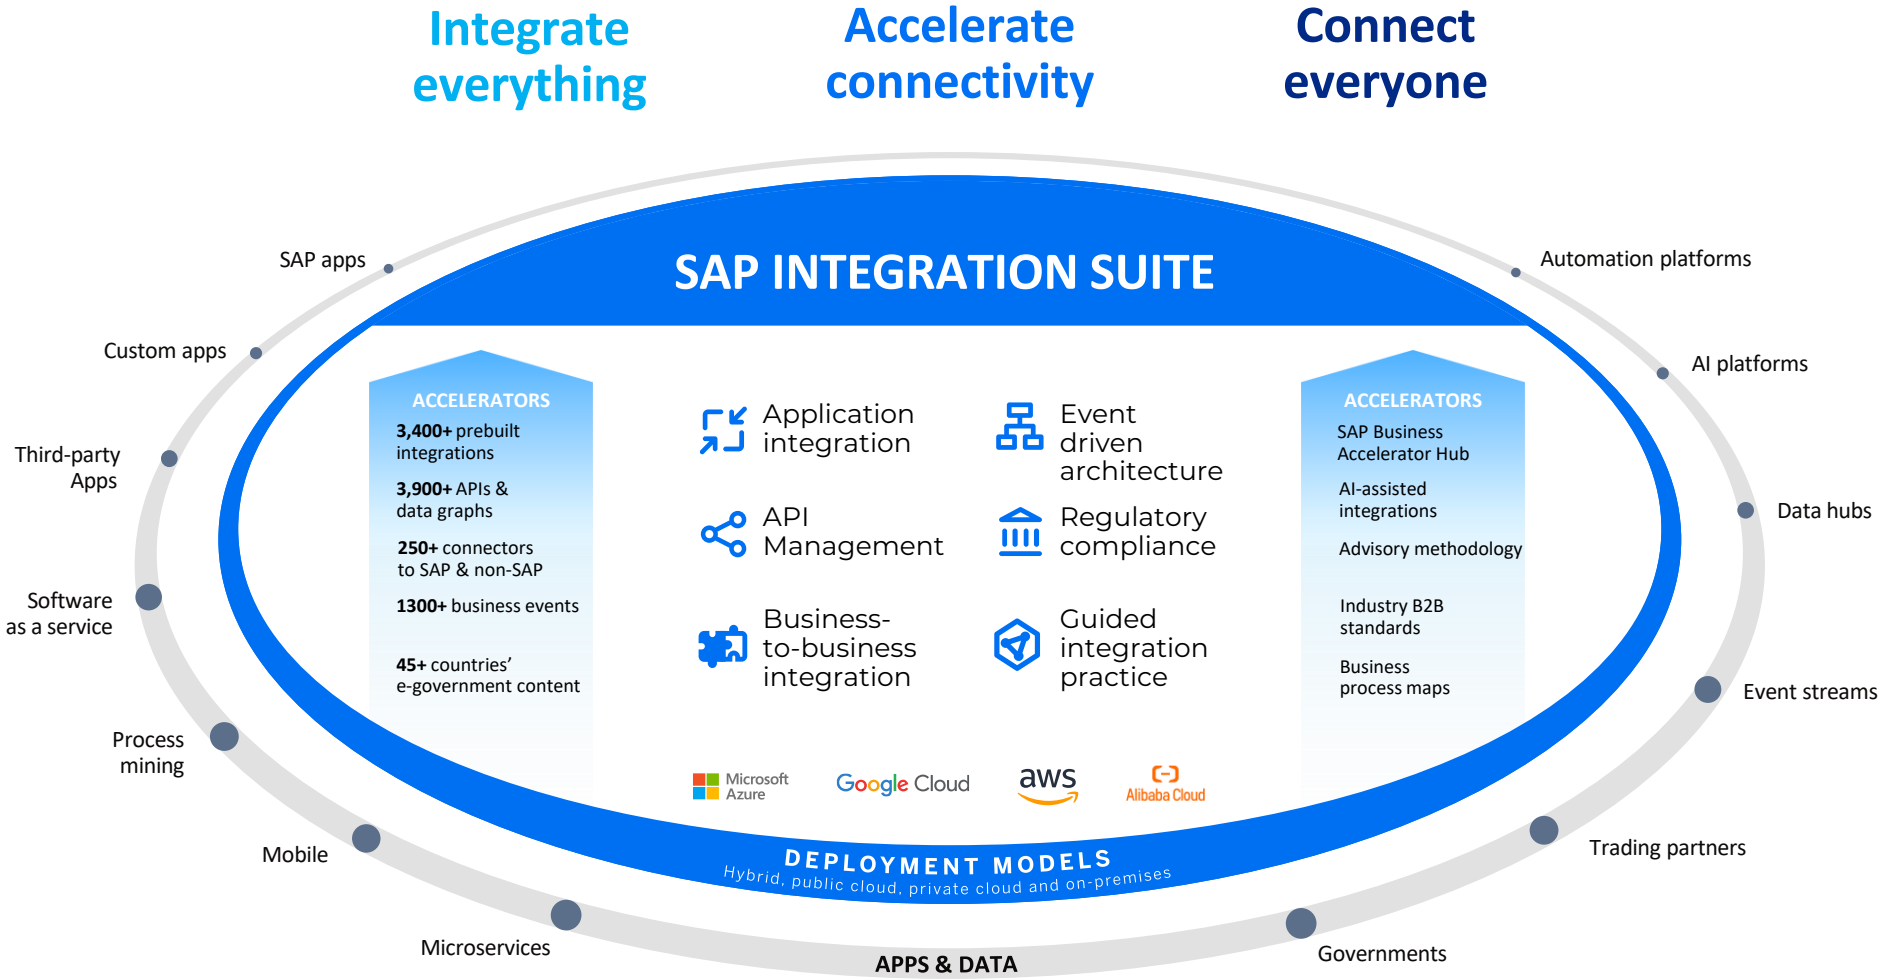 Integrate
everything
Accelerate
connectivity
Connect
everyone
SAP INTEGRATION SUITE
SAP apps
Custom apps
Third-party
Apps
Software
as a service
Process
mining
Mobile
Microservices
ACCELERATORS
3,400+ prebuilt
integrations
3,900+ APIs &
data graphs
250+ connectors
to SAP & non-SAP
1300+ business events
45+ countries’
e-government content
Application
integration
API
Management
Business-
to-business
integration
Event
driven
architecture
Regulatory
compliance
Guided
integration
practice
ACCELERATORS
SAP Business
Accelerator Hub
AI-assisted
integrations
Advisory methodology
Industry B2B
standards
Business
process maps
Automation platforms
AI platforms
Data hubs
Event streams
Trading partners
Governments
Microsoft
Azure
Google Cloud
aws
Alibaba Cloud
DEPLOYMENT MODELS
Hybrid, public cloud, private cloud and on-premises
APPS & DATA